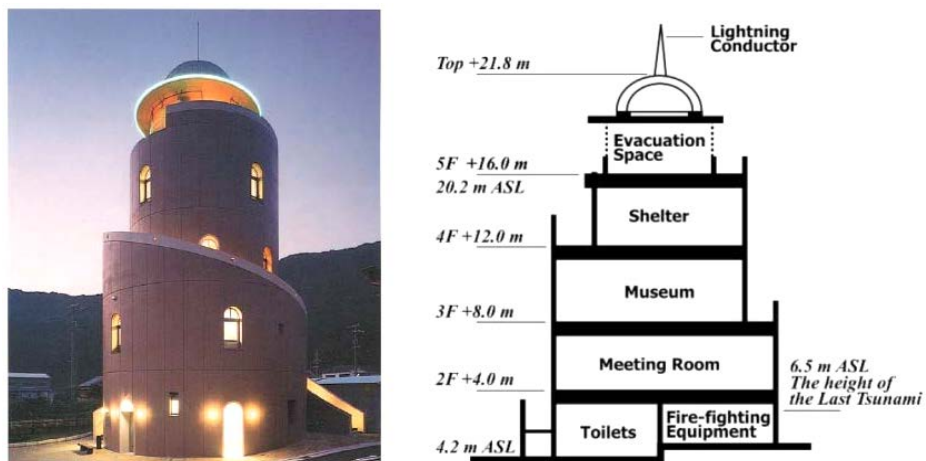 Lightning
Conductor
Top +21.8 m
Evacuation
Space
5F +16.0 m
20.2 m ASL
Shelter
4F +12.0 m
Museum
3F +8.0 m
Meeting Room
6.5 m ASL
The height of
the Last Tsunami
2F +4.0 m
Toilets
Fire-fighting
Equipment
4.2 m ASL